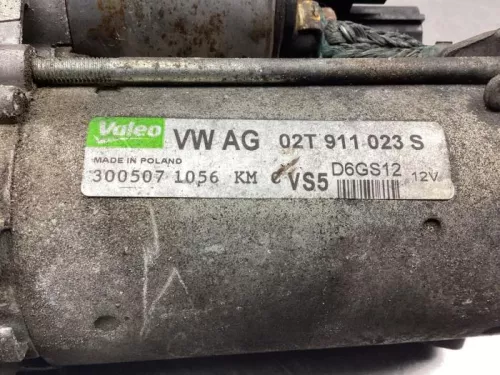 Valeo VW AG 02T 911 023 S
MADE IN POLAND
300507 1056 KM C VS5 D6GS12 12V